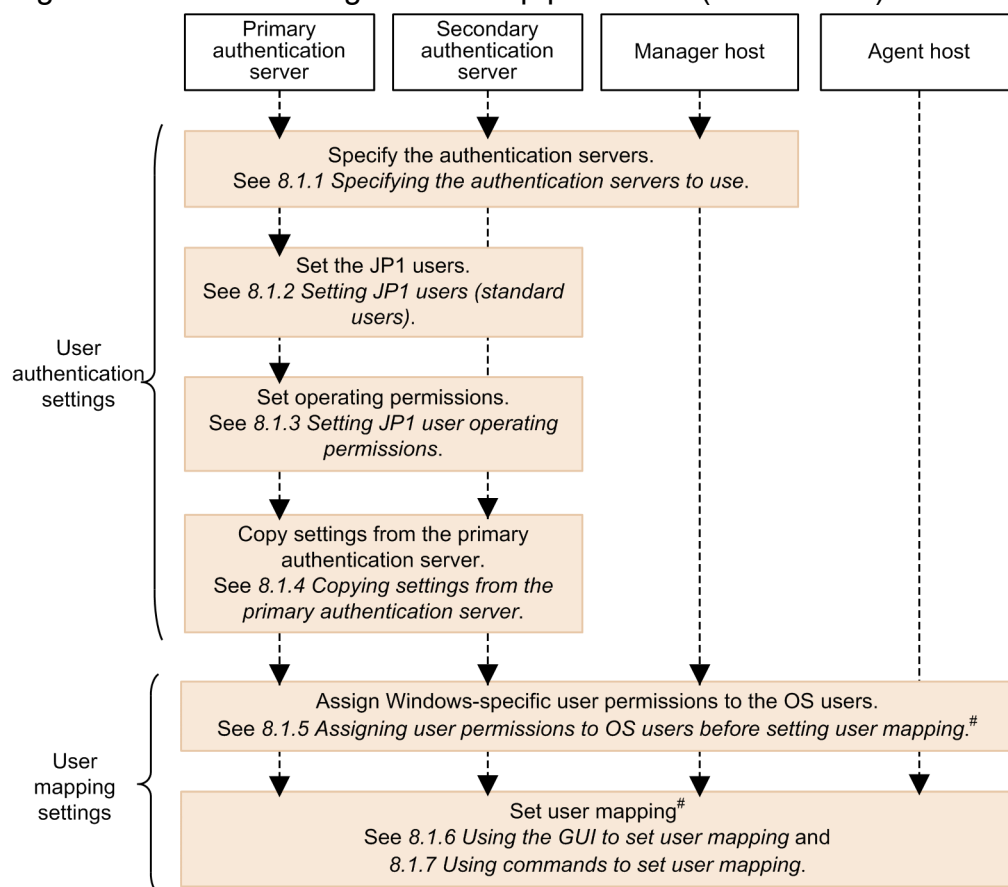 Primary
authentication
server
Secondary
authentication
server
Manager host
Agent host
Specify the authentication servers.
See 8.1.1 Specifying the authentication servers to use.
Set the JP1 users.
See 8.1.2 Setting JP1 users (standard
users).
User
authentication
settings
Set operating permissions.
See 8.1.3 Setting JP1 user operating
permissions.
Copy settings from the primary
authentication server.
See 8.1.4 Copying settings from the
primary authentication server.
Assign Windows-specific user permissions to the OS users.
See 8.1.5 Assigning user permissions to OS users before setting user mapping.#
User
mapping
settings
Set user mapping#
See 8.1.6 Using the GUI to set user mapping and
8.1.7 Using commands to set user mapping.